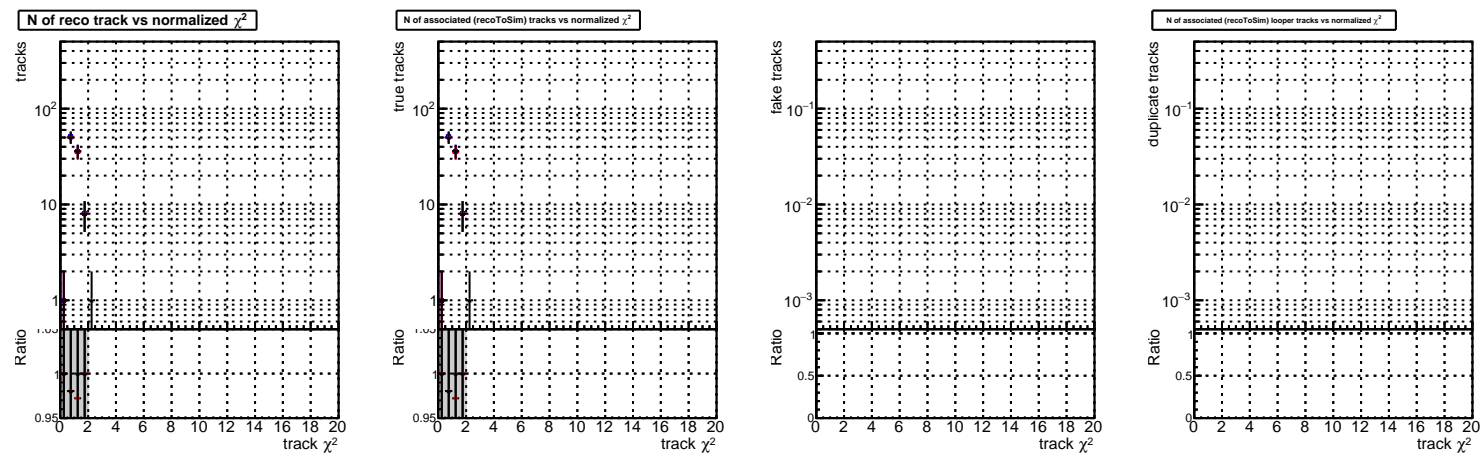 N of reco track vs normalized χ²
tracks
10²
10
1
Ratio
1.05
1
0.95
0 2 4 6 8 10 12 14 16 18 20
track χ²
N of associated (recoToSim) tracks vs normalized χ²
true tracks
10²
10
1
Ratio
1.05
1
0.95
0 2 4 6 8 10 12 14 16 18 20
track χ²
fake tracks
10⁻¹
10⁻²
10⁻³
Ratio
1
0.5
0
0 2 4 6 8 10 12 14 16 18 20
track χ²
N of associated (recoToSim) looper tracks vs normalized χ²
duplicate tracks
10⁻¹
10⁻²
10⁻³
Ratio
1
0.5
0
0 2 4 6 8 10 12 14 16 18 20
track χ²